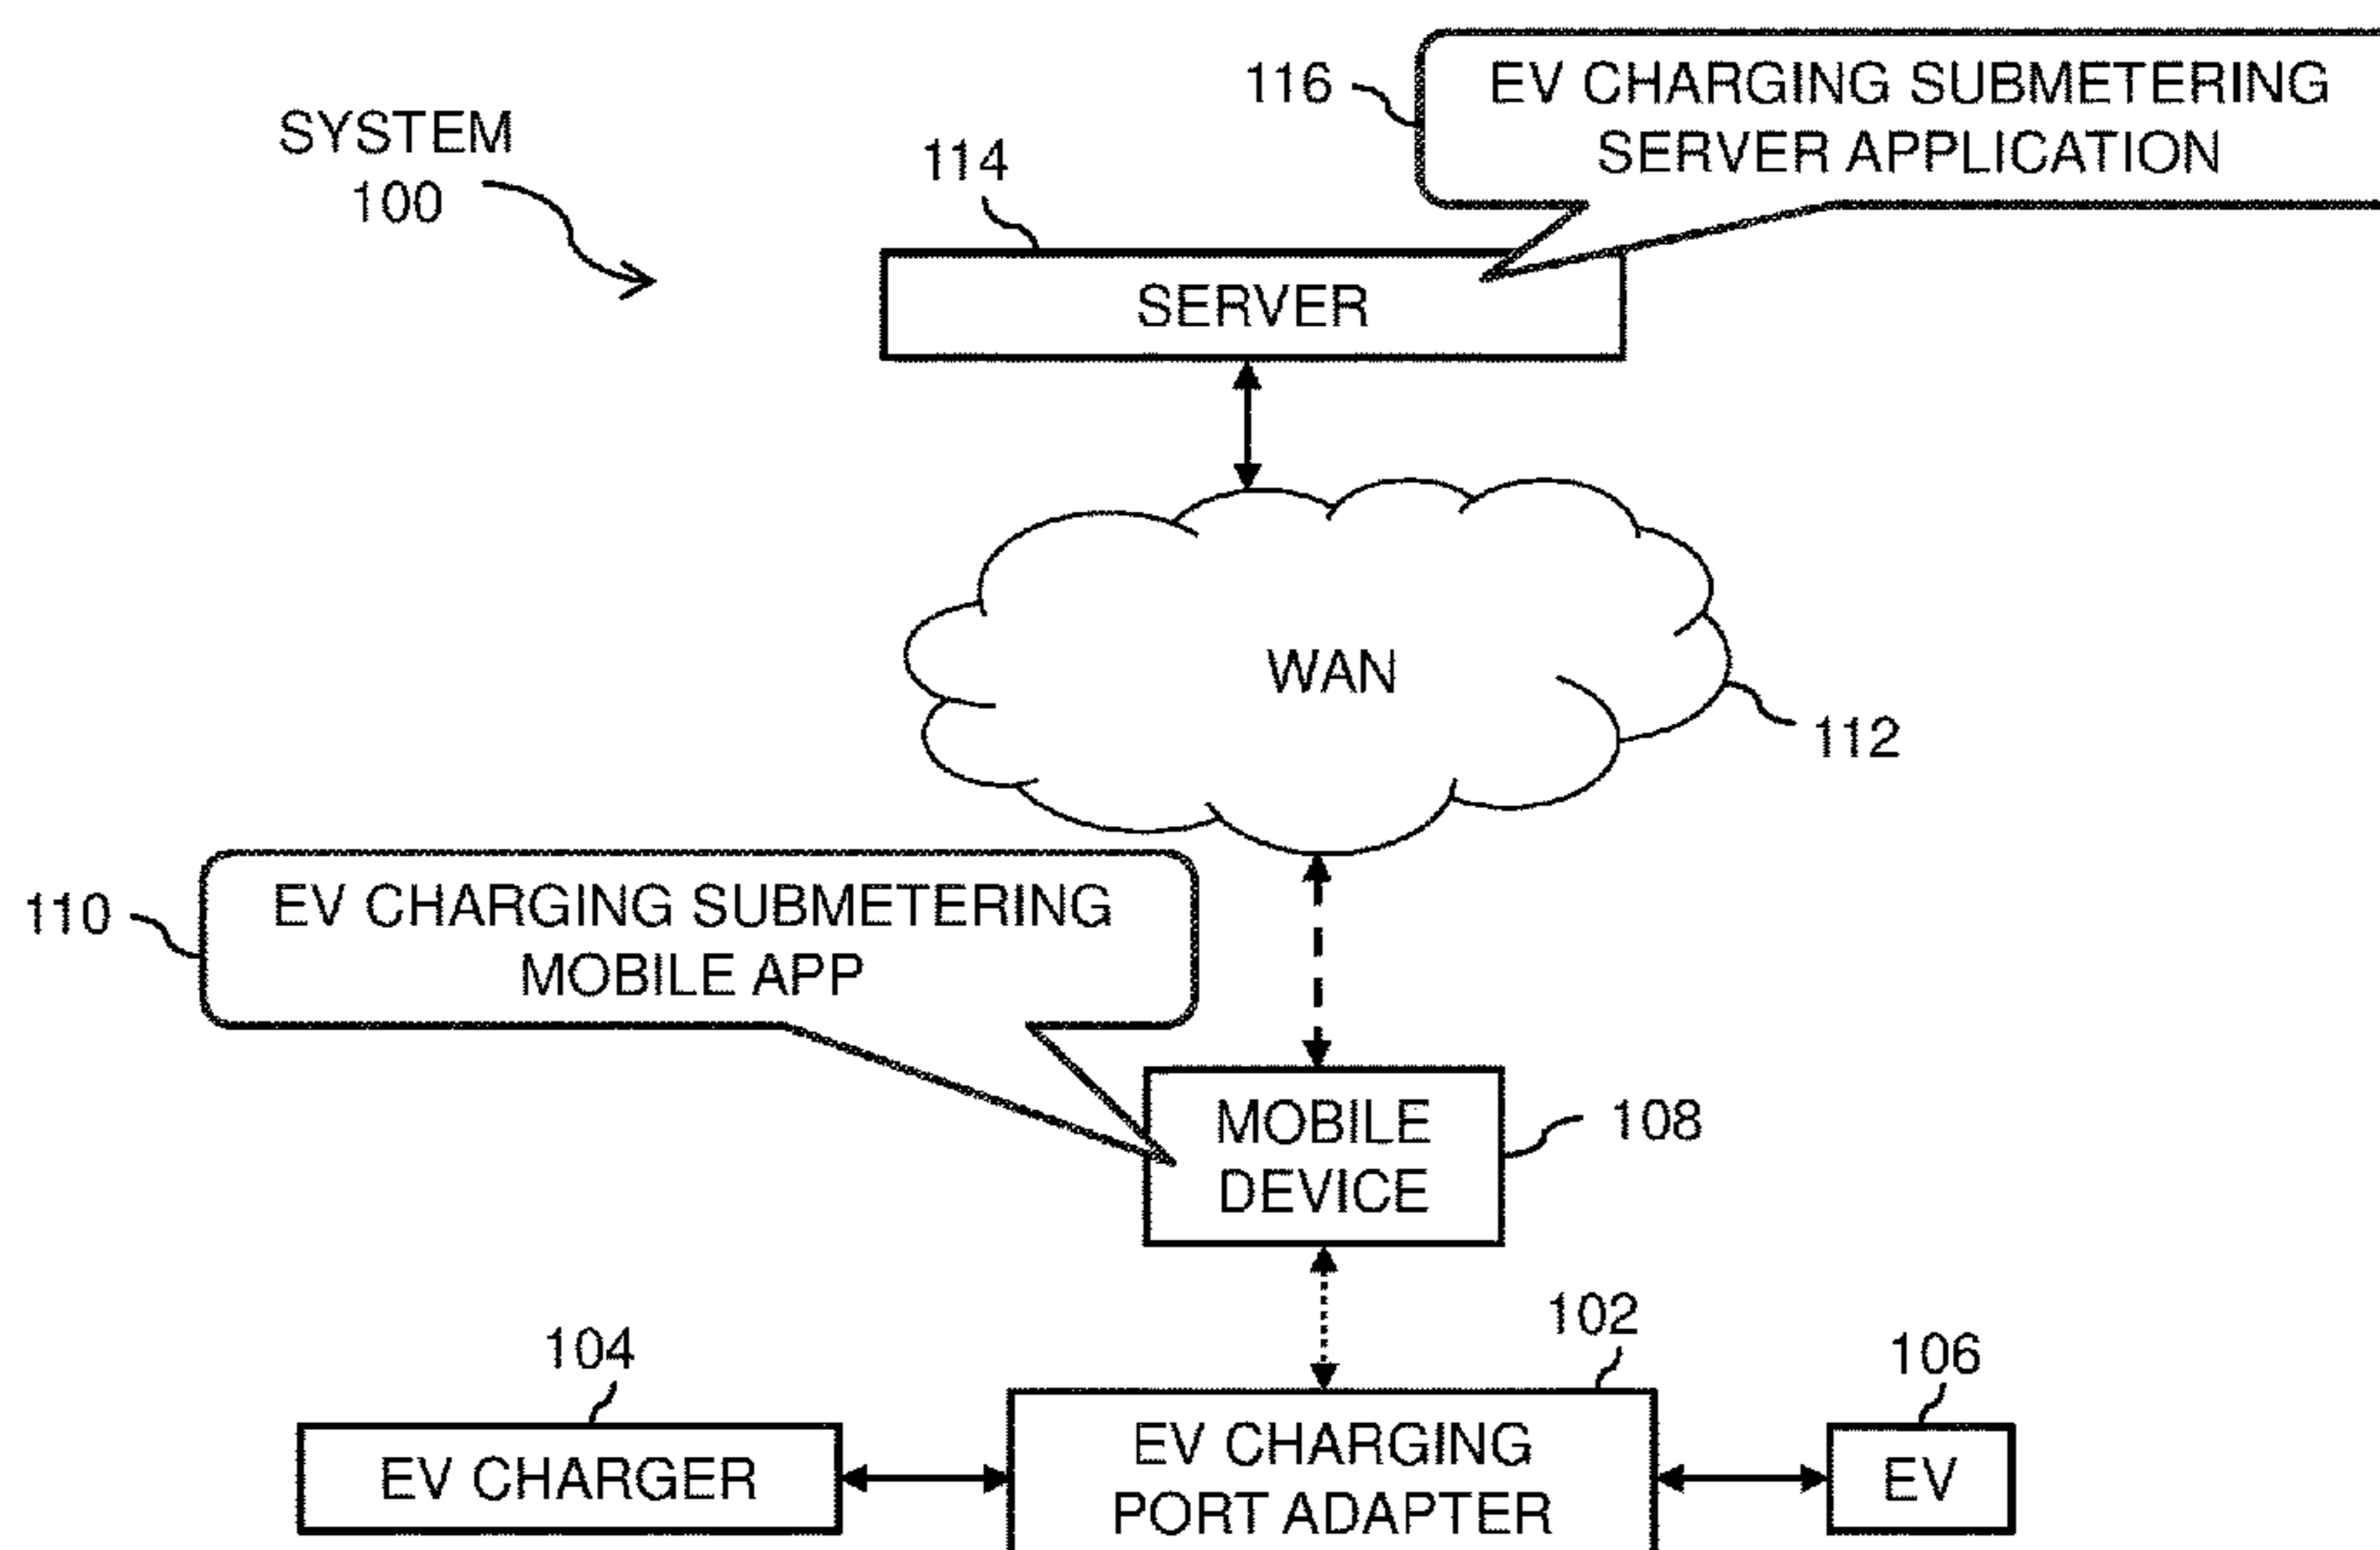 116
EV CHARGING SUBMETERING
SERVER APPLICATION
SYSTEM
100
114
SERVER
WAN
112
110
EV CHARGING SUBMETERING
MOBILE APP
MOBILE
DEVICE
108
102
104
106
EV CHARGER
EV CHARGING
PORT ADAPTER
EV